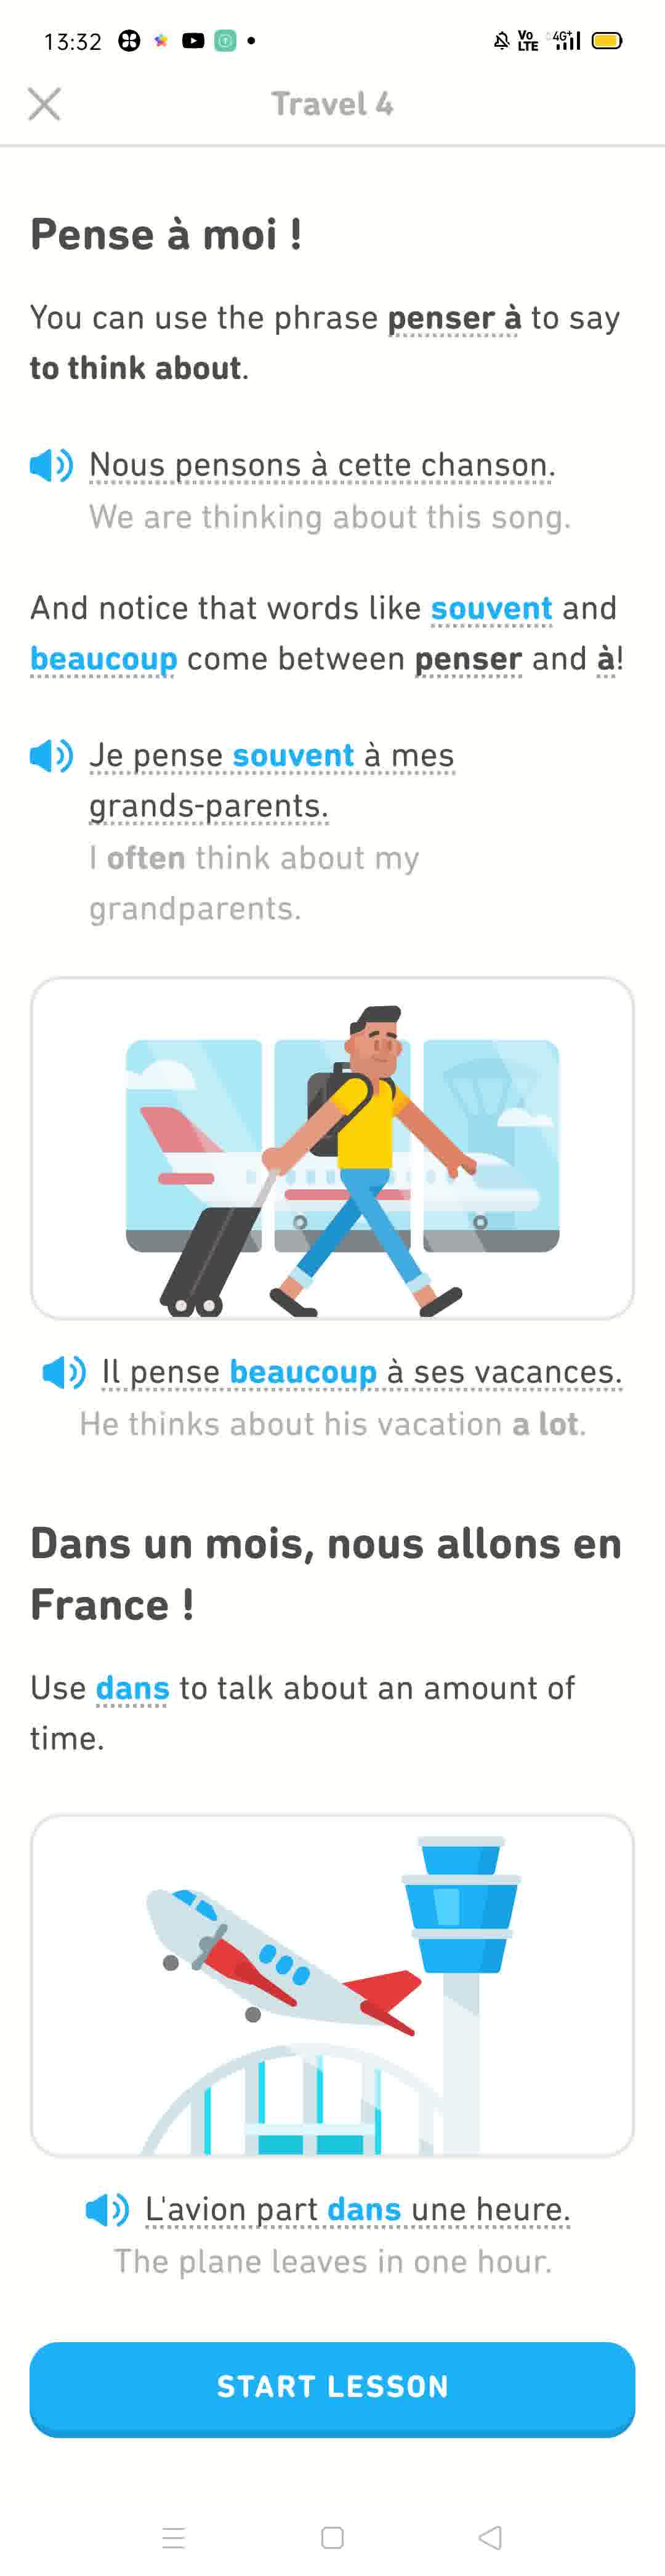 13:32
Vo LTE 4G+
Travel 4
Pense à moi !
You can use the phrase penser à to say
to think about.
Nous pensons à cette chanson.
We are thinking about this song.
And notice that words like souvent and
beaucoup come between penser and à!
Je pense souvent à mes
grands-parents.
I often think about my
grandparents.
Il pense beaucoup à ses vacances.
He thinks about his vacation a lot.
Dans un mois, nous allons en
France !
Use dans to talk about an amount of
time.
L'avion part dans une heure.
The plane leaves in one hour.
START LESSON